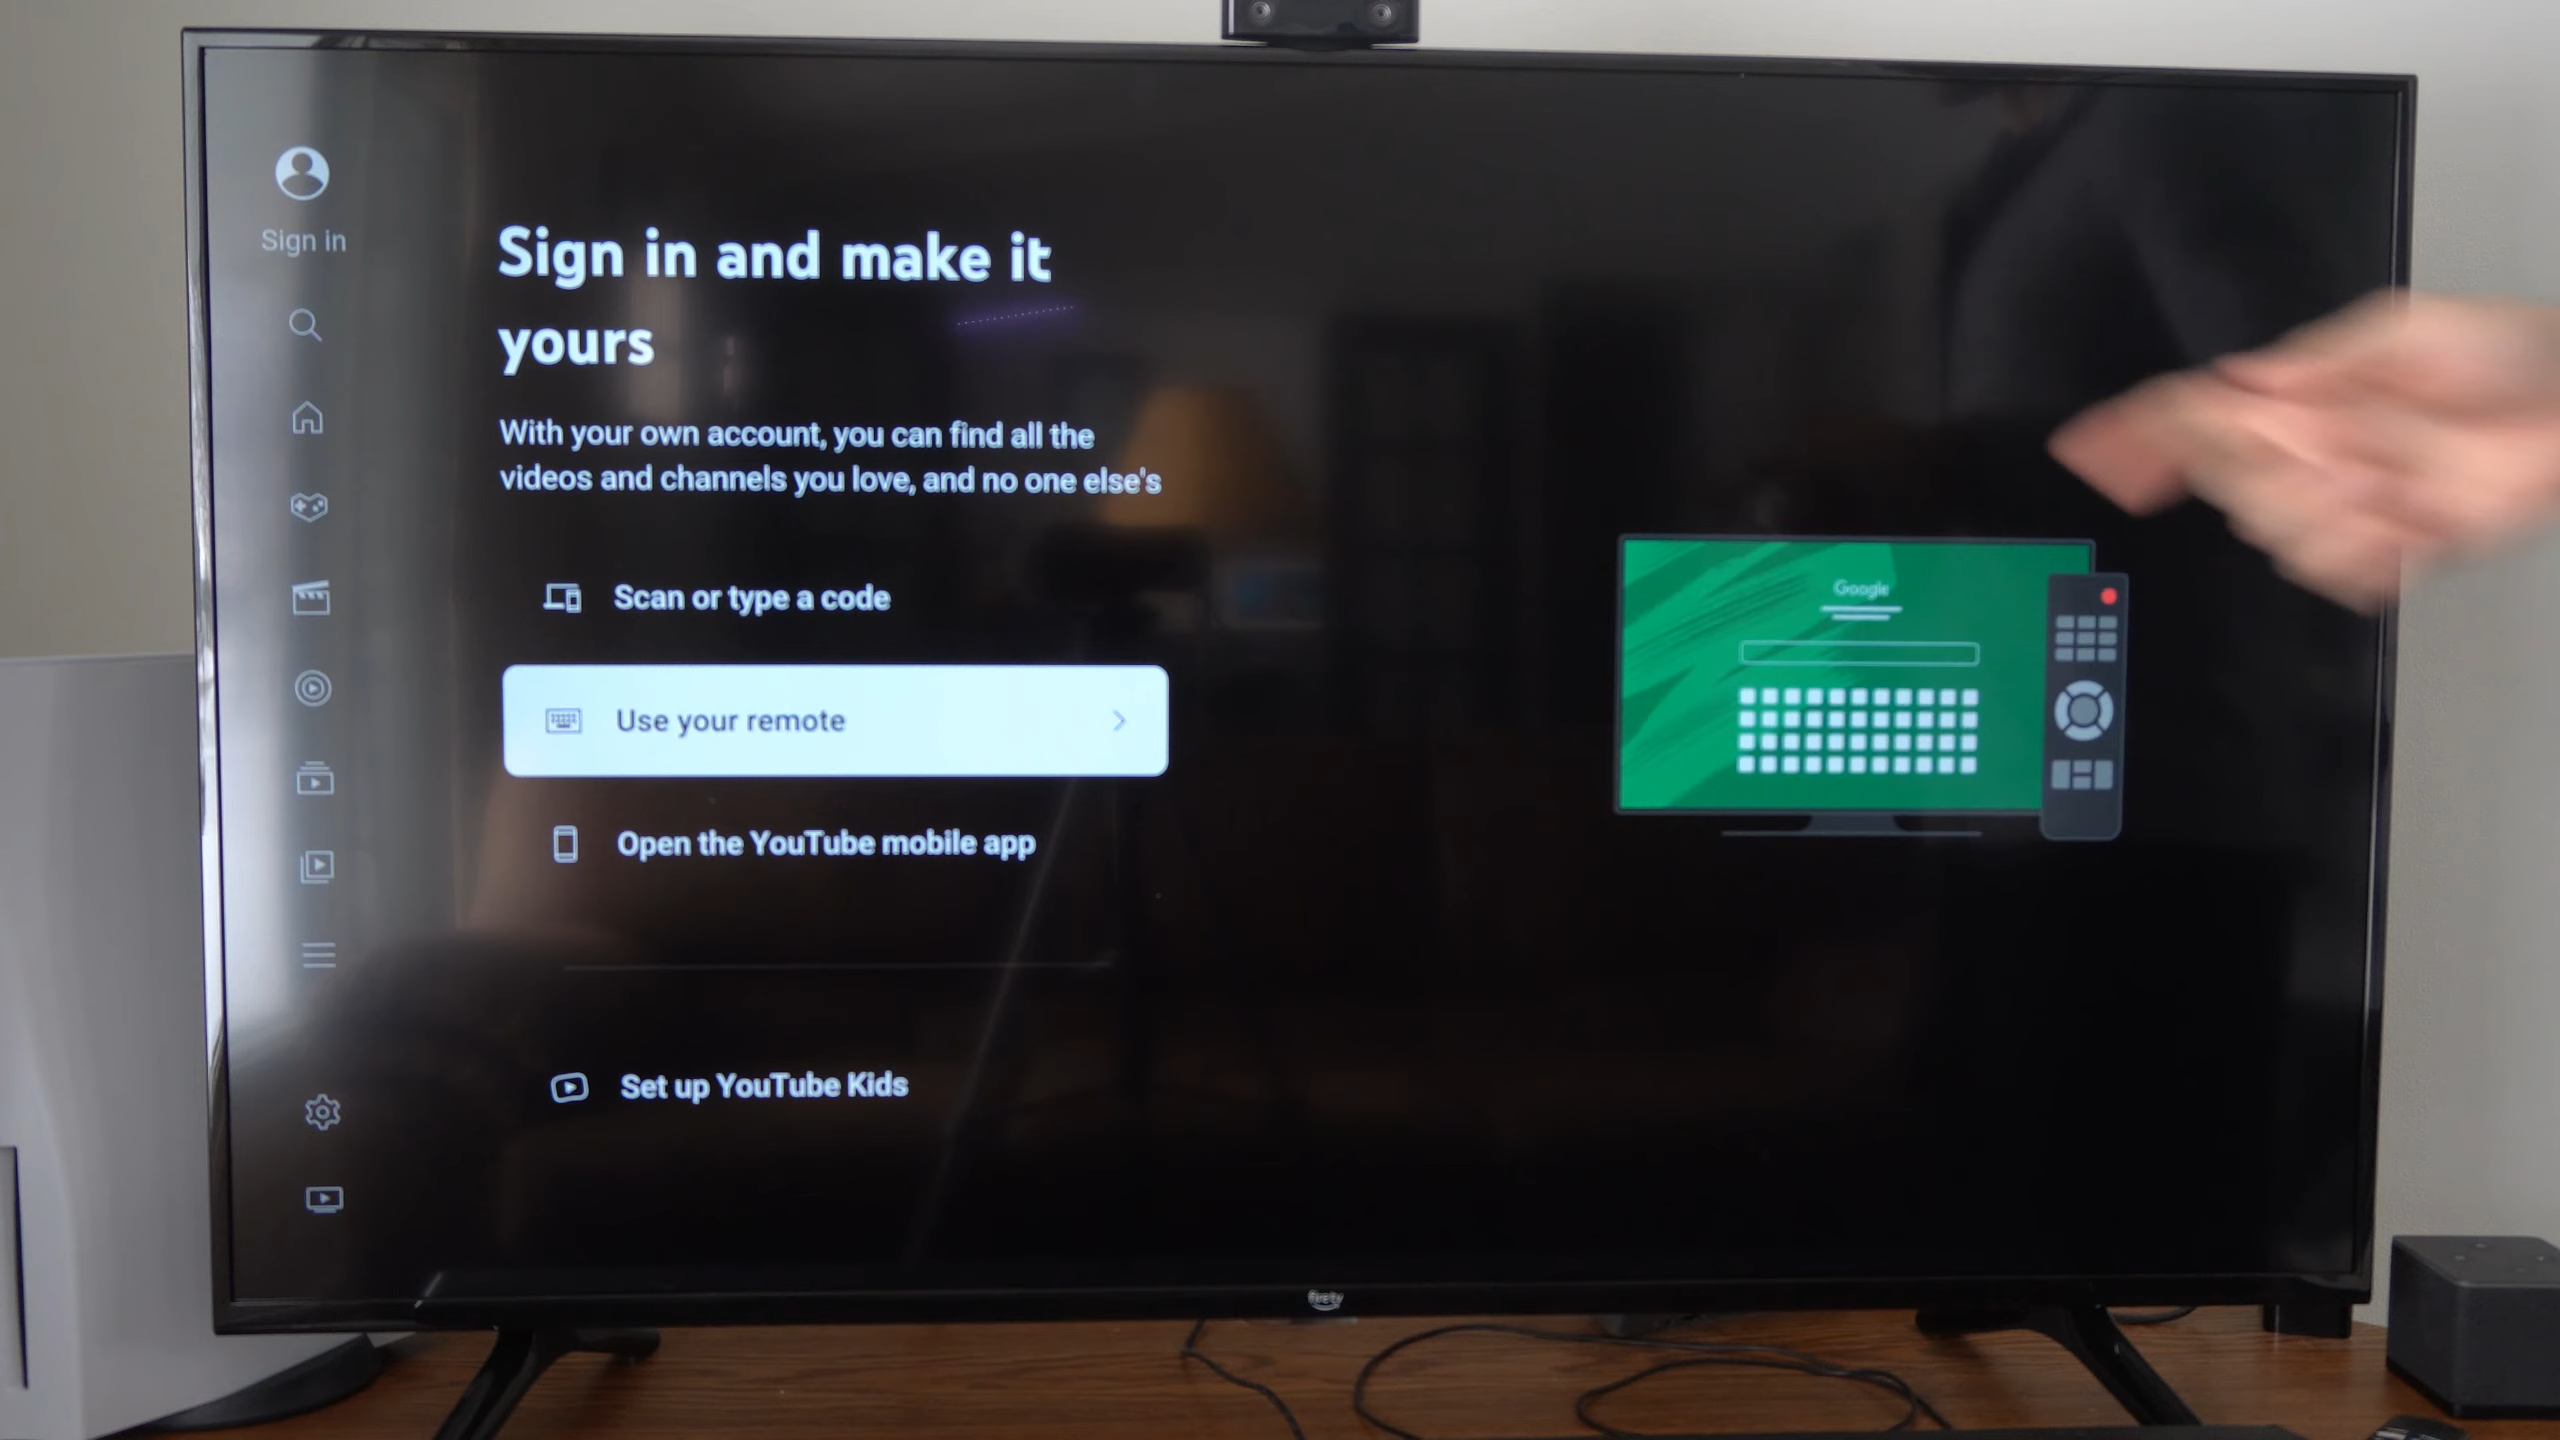 Sign in
Sign in and make it
yours
With your own account, you can find all the
videos and channels you love, and no one else's
Scan or type a code
Use your remote
Open the YouTube mobile app
Set up YouTube Kids
Google
fire tv